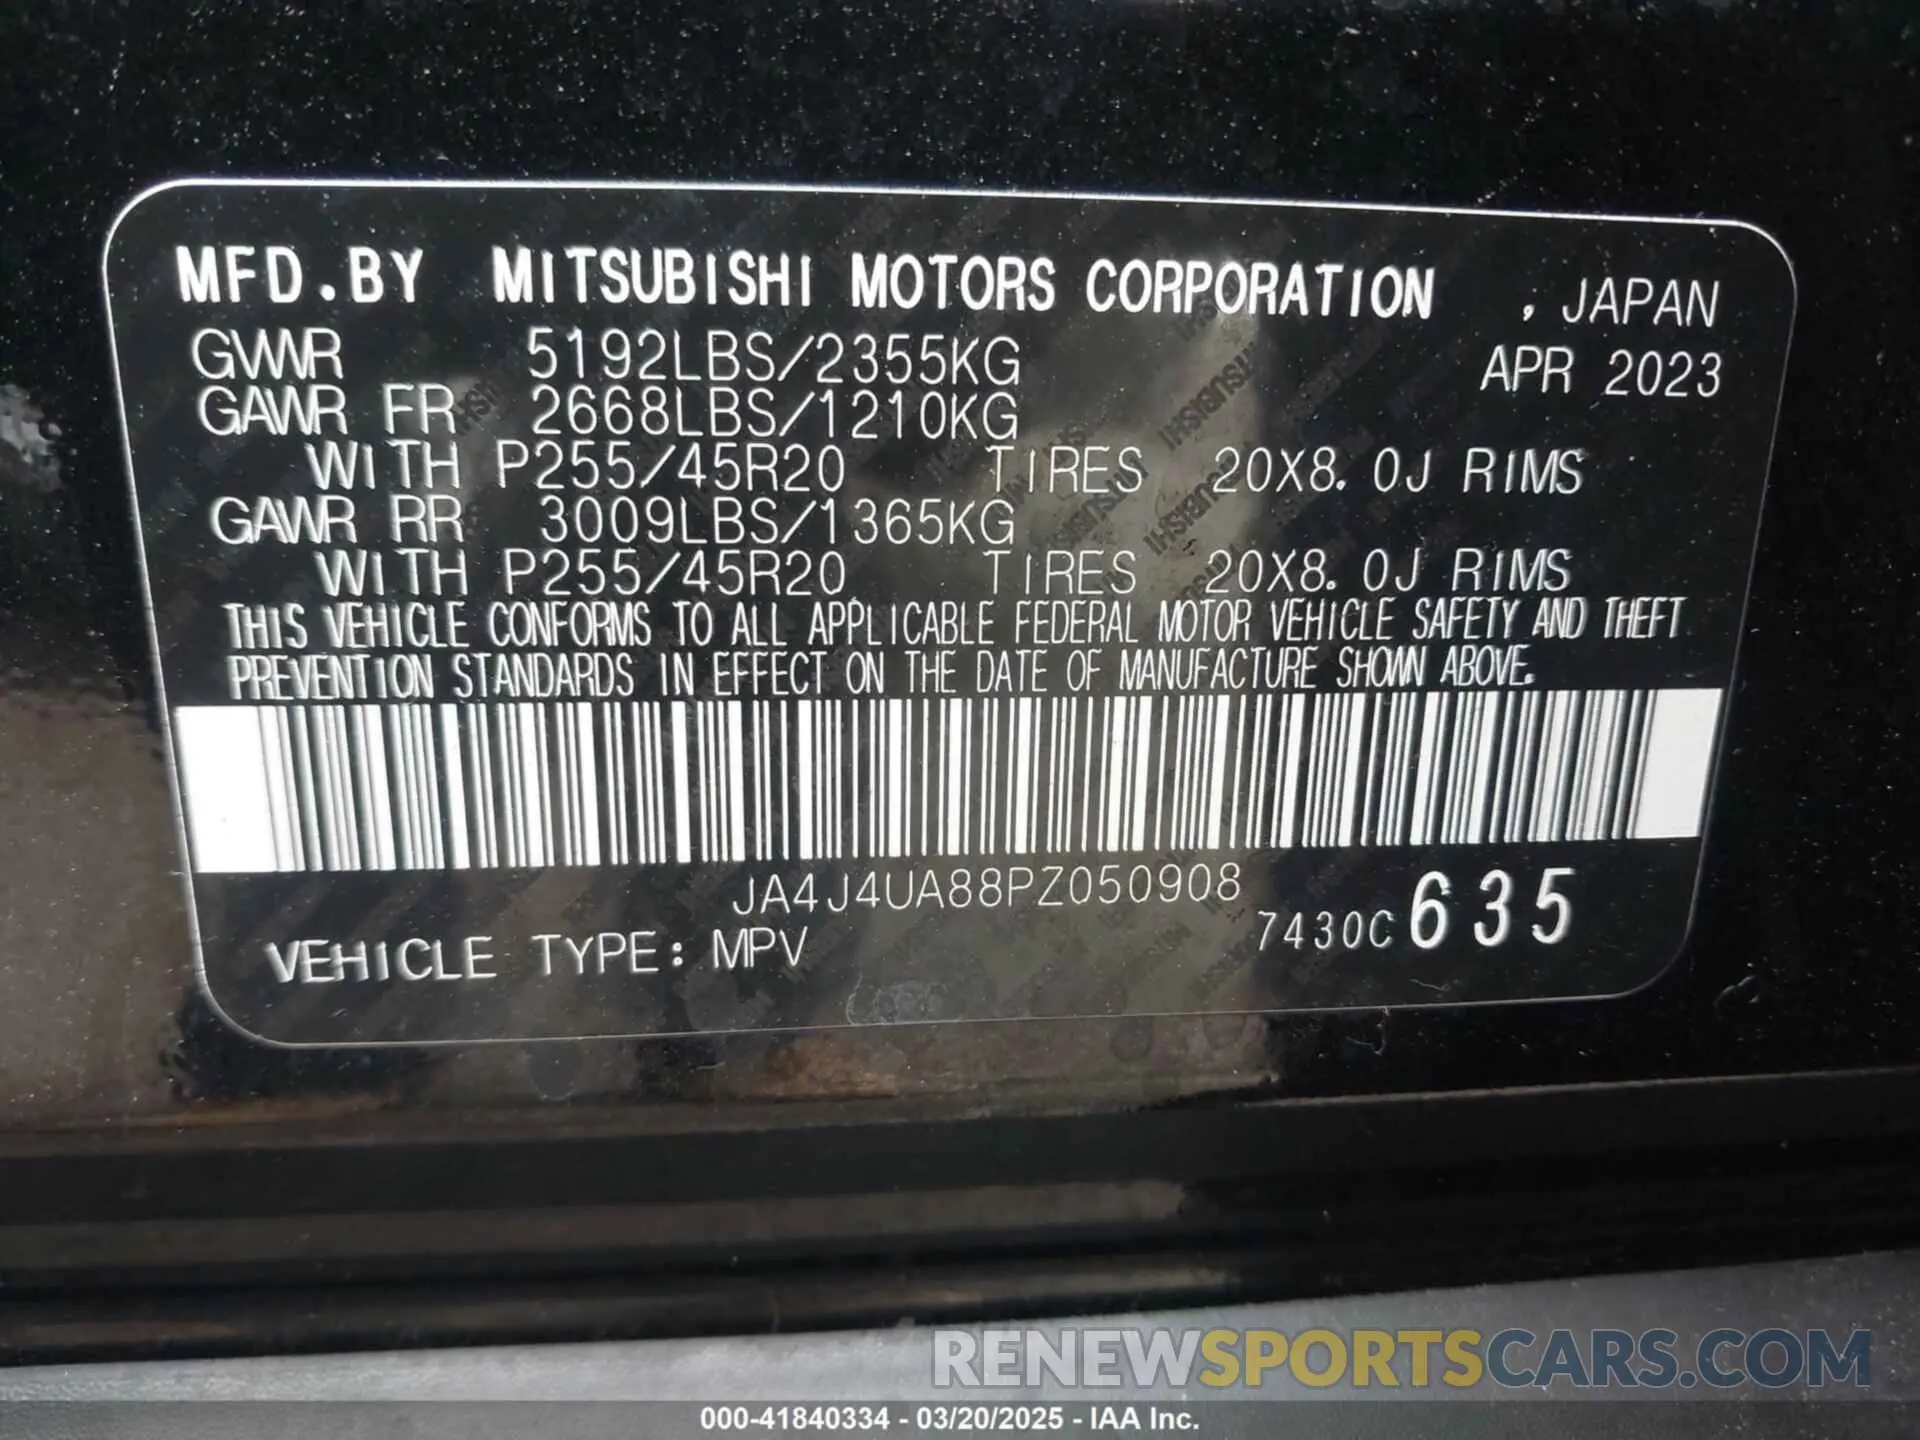 MFD.BY MITSUBISHI MOTORS CORPORATION , JAPAN
GVWR 5192LBS/2355KG APR 2023
GAWR FR 2668LBS/1210KG
WITH P255/45R20 TIRES 20X8.0J RIMS
GAWR RR 3009LBS/1365KG
WITH P255/45R20 TIRES 20X8.0J RIMS
THIS VEHICLE CONFORMS TO ALL APPLICABLE FEDERAL MOTOR VEHICLE SAFETY AND THEFT
PREVENTION STANDARDS IN EFFECT ON THE DATE OF MANUFACTURE SHOWN ABOVE.
JA4J4UA88PZ050908
VEHICLE TYPE: MPV 7430C 635
RENEWSPORTSCARS.COM
000-41840334 - 03/20/2025 - IAA Inc.